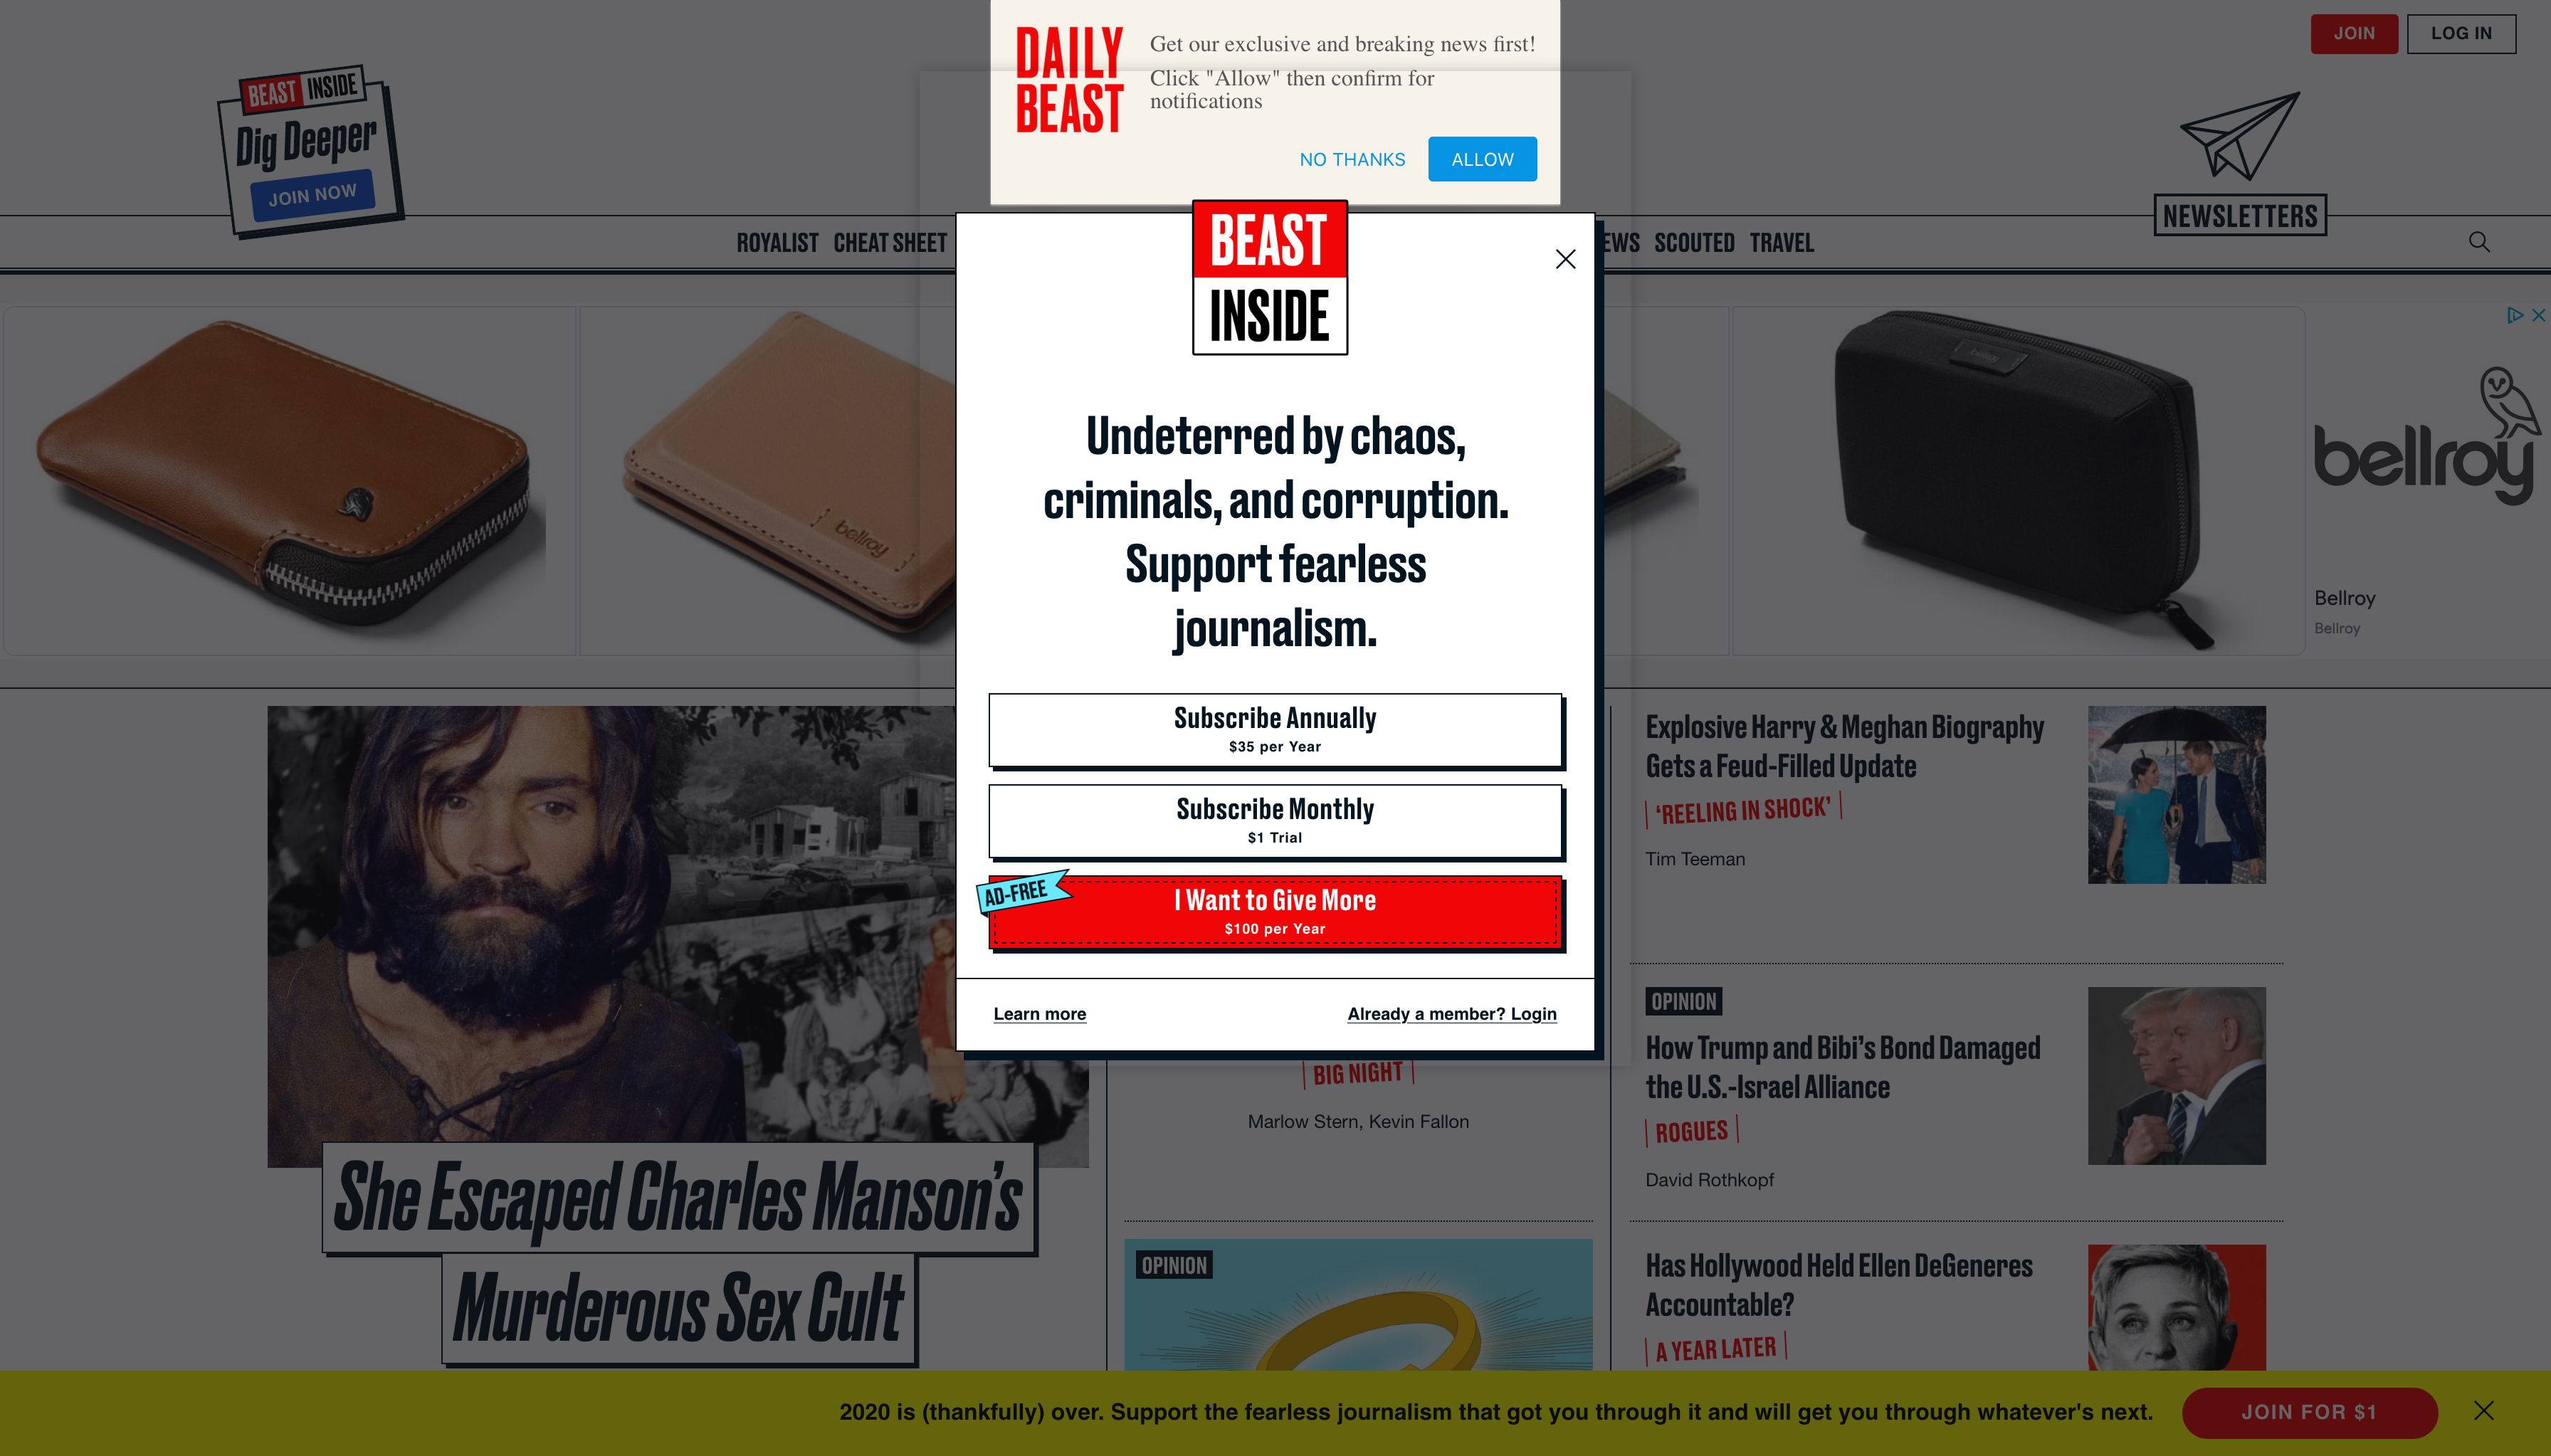 DAILY
BEAST
Get our exclusive and breaking news first!
Click "Allow" then confirm for
notifications
NO THANKS
ALLOW
JOIN
LOG IN
BEAST INSIDE
Dig Deeper
JOIN NOW
NEWSLETTERS
ROYALIST CHEAT SHEET
SCOUTED TRAVEL
BEAST
INSIDE
Undeterred by chaos,
criminals, and corruption.
Support fearless
journalism.
Subscribe Annually
$35 per Year
Subscribe Monthly
$1 Trial
AD-FREE
I Want to Give More
$100 per Year
Learn more
Already a member? Login
bellroy
bellroy
bellroy
Bellroy
Bellroy
She Escaped Charles Manson’s
Murderous Sex Cult
BIG NIGHT
Marlow Stern, Kevin Fallon
OPINION
Explosive Harry & Meghan Biography
Gets a Feud-Filled Update
‘REELING IN SHOCK’
Tim Teeman
OPINION
How Trump and Bibi’s Bond Damaged
the U.S.-Israel Alliance
ROGUES
David Rothkopf
Has Hollywood Held Ellen DeGeneres
Accountable?
A YEAR LATER
2020 is (thankfully) over. Support the fearless journalism that got you through it and will get you through whatever's next.
JOIN FOR $1